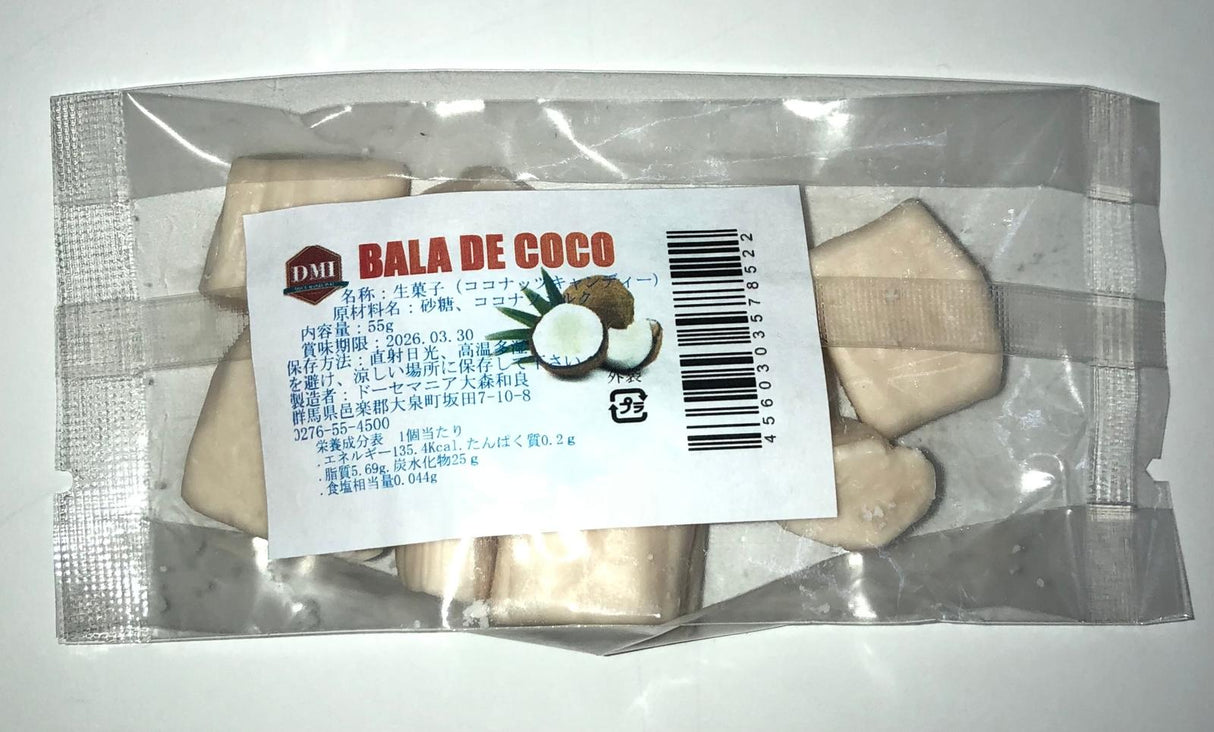 DMI
BALA DE COCO
名称：生菓子（ココナッツキャンディー）
原材料名：砂糖、ココナ ルク
内容量：55g
賞味期限：2026.03.30
保存方法：直射日光、高温多湿
を避け、涼しい場所に保存して下さい
製造者：ドーセマニア大森和良
群馬県邑楽郡大泉町坂田7-10-8
0276-55-4500
栄養成分表 1個当たり
.エネルギー135.4Kcal.たんぱく質0.2g
.脂質5.69g.炭水化物25g
.食塩相当量0.044g
外装
プラ
4560303578522